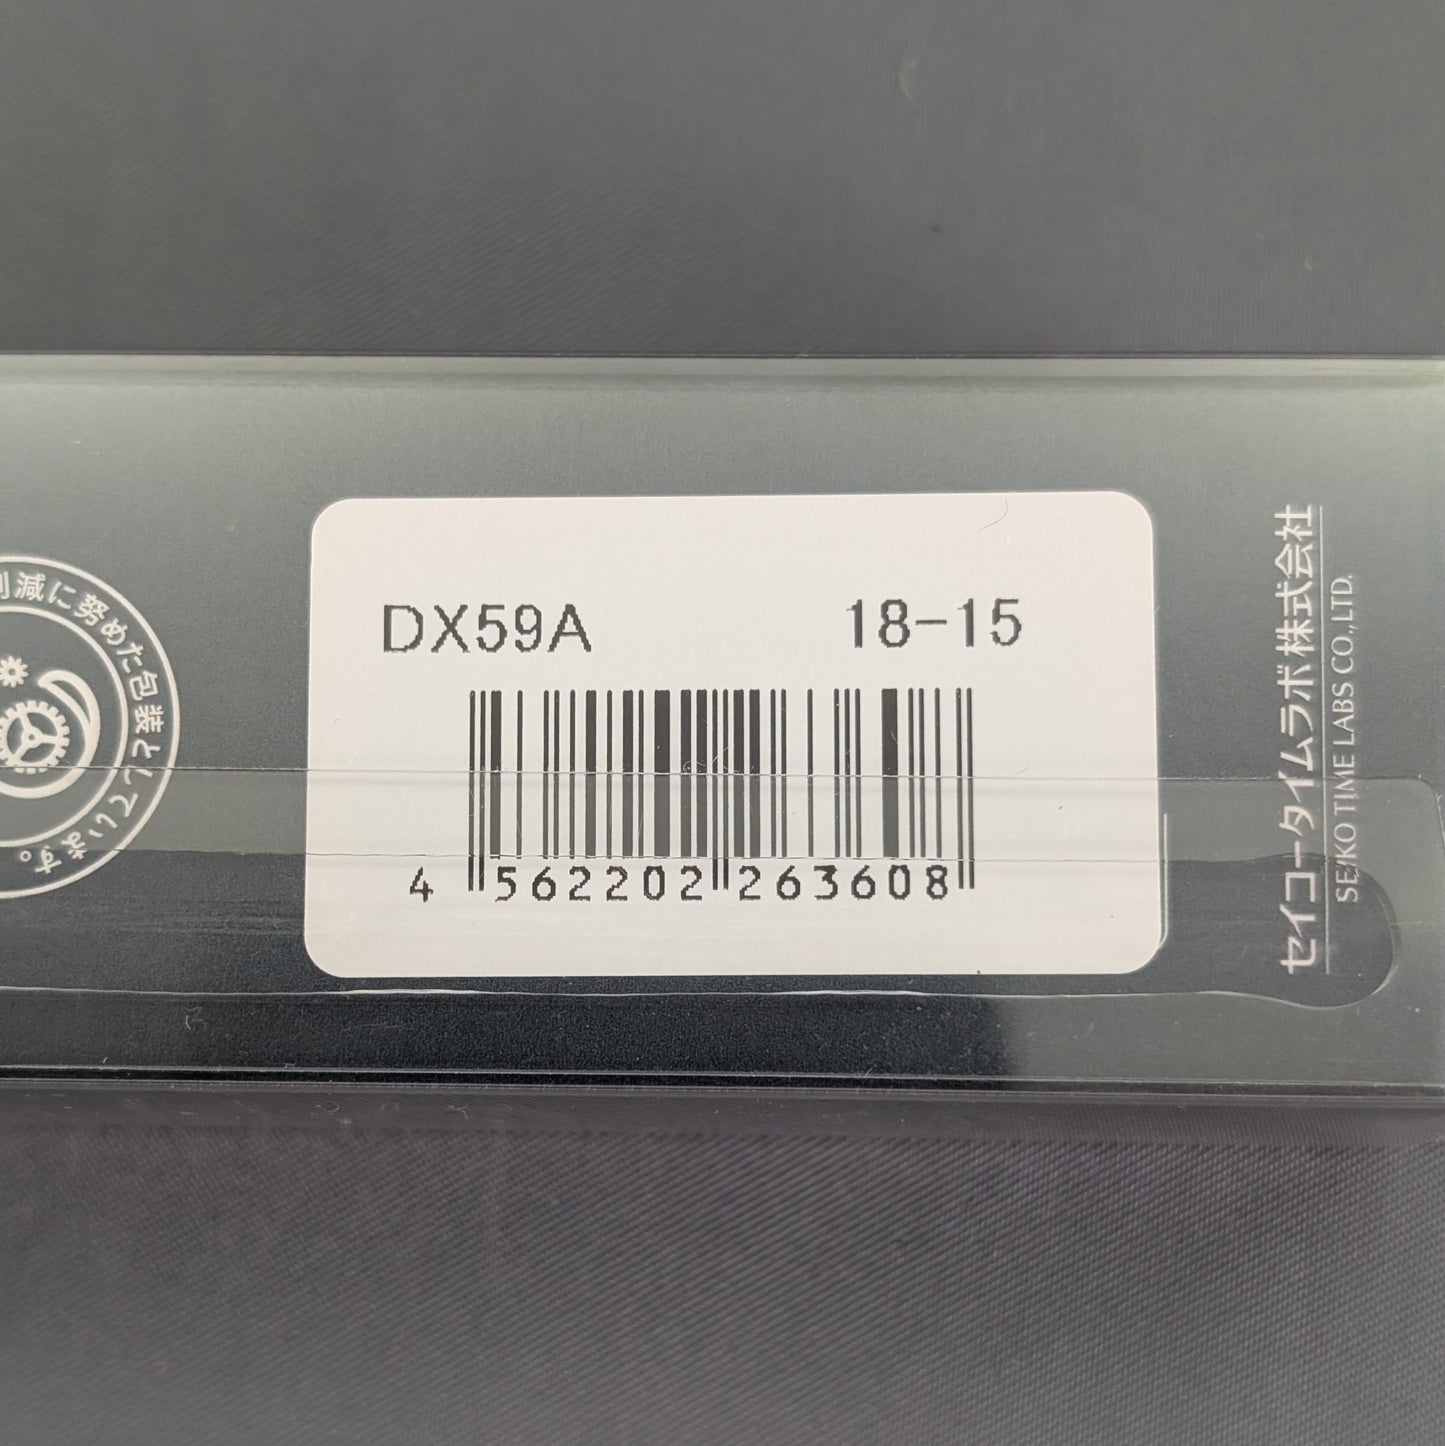 DX59A 18-15
4 562202 263608
セイコータイムラボ株式会社
SEIKO TIME LABS CO.,LTD.
減に努めた包装をしています。